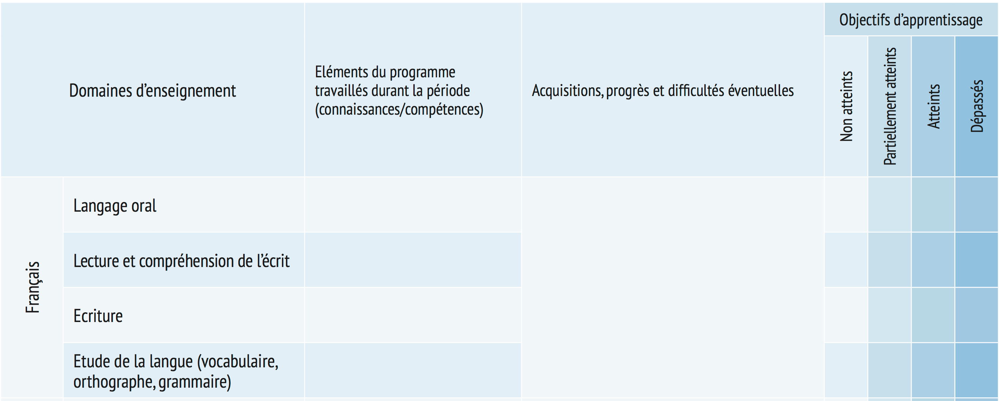 Domaines d’enseignement
Eléments du programme
travaillés durant la période
(connaissances/compétences)
Acquisitions, progrès et difficultés éventuelles
Objectifs d’apprentissage
Non atteints
Partiellement atteints
Atteints
Dépassés
Français
Langage oral
Lecture et compréhension de l’écrit
Ecriture
Etude de la langue (vocabulaire,
orthographe, grammaire)